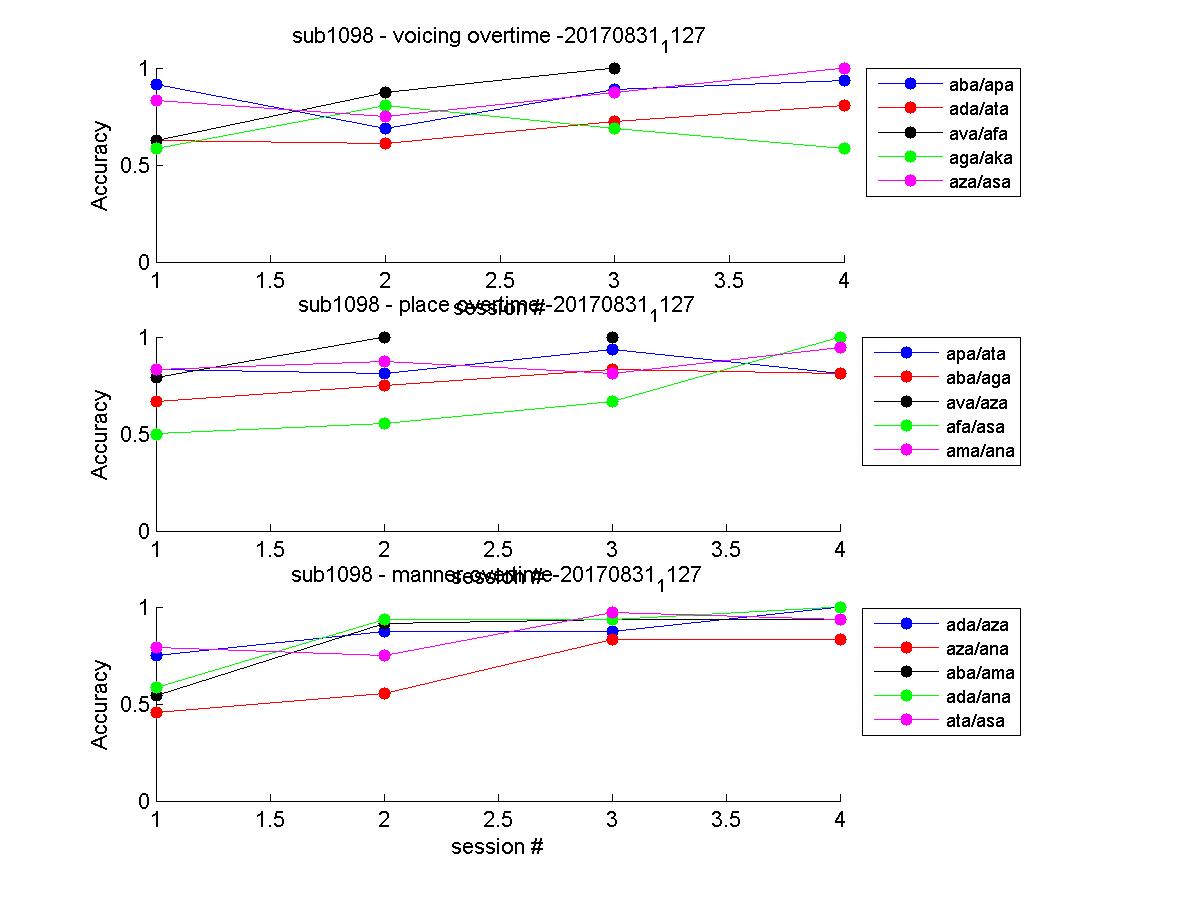 sub1098 - voicing overtime -20170831₁127
1
0.5
0
Accuracy
1 1.5 2 2.5 3 3.5 4
session #
aba/apa
ada/ata
ava/afa
aga/aka
aza/asa
sub1098 - place overtime -20170831₁127
1
0.5
0
Accuracy
1 1.5 2 2.5 3 3.5 4
session #
apa/ata
aba/aga
ava/aza
afa/asa
ama/ana
sub1098 - manner overtime -20170831₁127
1
0.5
0
Accuracy
1 1.5 2 2.5 3 3.5 4
session #
ada/aza
aza/ana
aba/ama
ada/ana
ata/asa